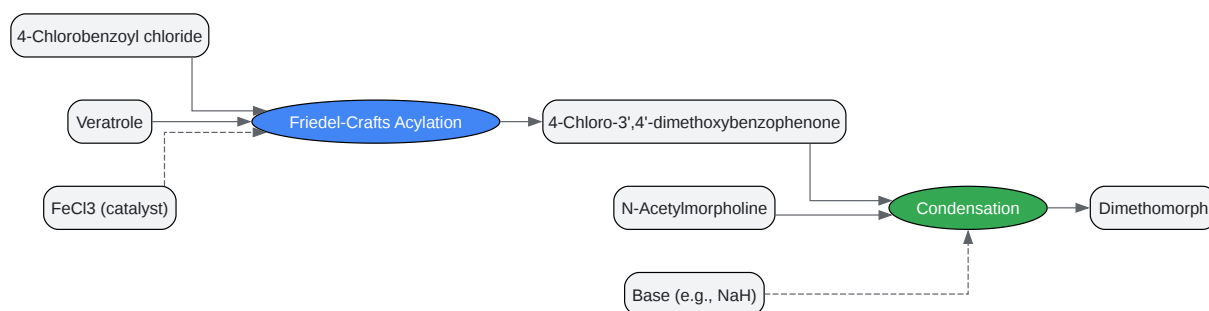 4-Chlorobenzoyl chloride
Veratrole
Friedel-Crafts Acylation
4-Chloro-3',4'-dimethoxybenzophenone
FeCl3 (catalyst)
N-Acetylmorpholine
Condensation
Dimethomorph
Base (e.g., NaH)